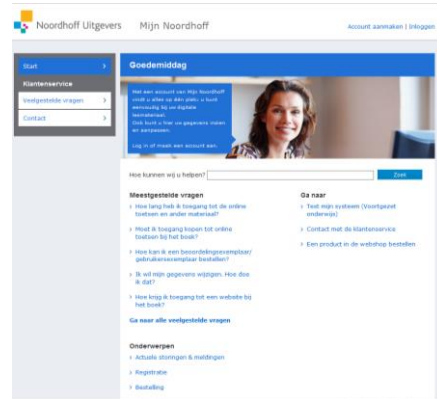 Noordhoff Uitgevers Mijn Noordhoff
Account aanmaken | Inloggen
Start
Klantenservice
Veelgestelde vragen
Contact
Goedemiddag
Met een account van Mijn Noordhoff
vindt u alles op één plek: u kunt
eenvoudig bij uw digitale
lesmateriaal.
Ook kunt u hier uw gegevens inzien
en aanpassen.
Log in of maak een account aan.
Hoe kunnen wij u helpen?
Zoek
Meestgestelde vragen
Hoe lang heb ik toegang tot de online
toetsen en ander materiaal?
Moet ik toegang kopen tot online
toetsen bij het boek?
Hoe kan ik een beoordelingsexemplaar/
gebruikersexemplaar bestellen?
Ik wil mijn gegevens wijzigen. Hoe doe
ik dat?
Hoe krijg ik toegang tot een website bij
het boek?
Ga naar alle veelgestelde vragen
Ga naar
Test mijn systeem (Voortgezet
onderwijs)
Contact met de klantenservice
Een product in de webshop bestellen
Onderwerpen
Actuele storingen & meldingen
Registratie
Bestelling